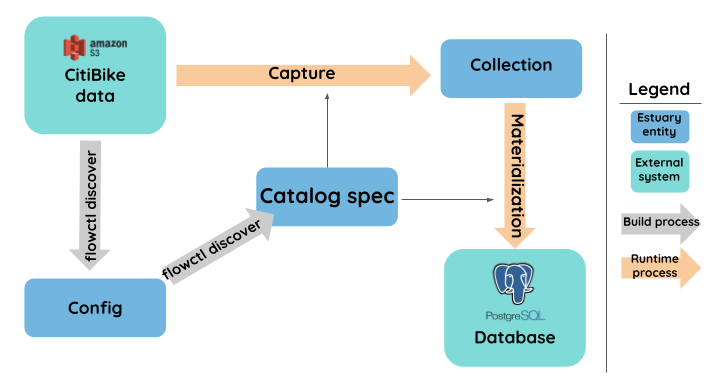 amazon
S3
CitiBike
data
Capture
Collection
flowctl discover
Catalog spec
Materialization
flowctl discover
Config
PostgreSQL
Database
Legend
Estuary
entity
External
system
Build process
Runtime
process